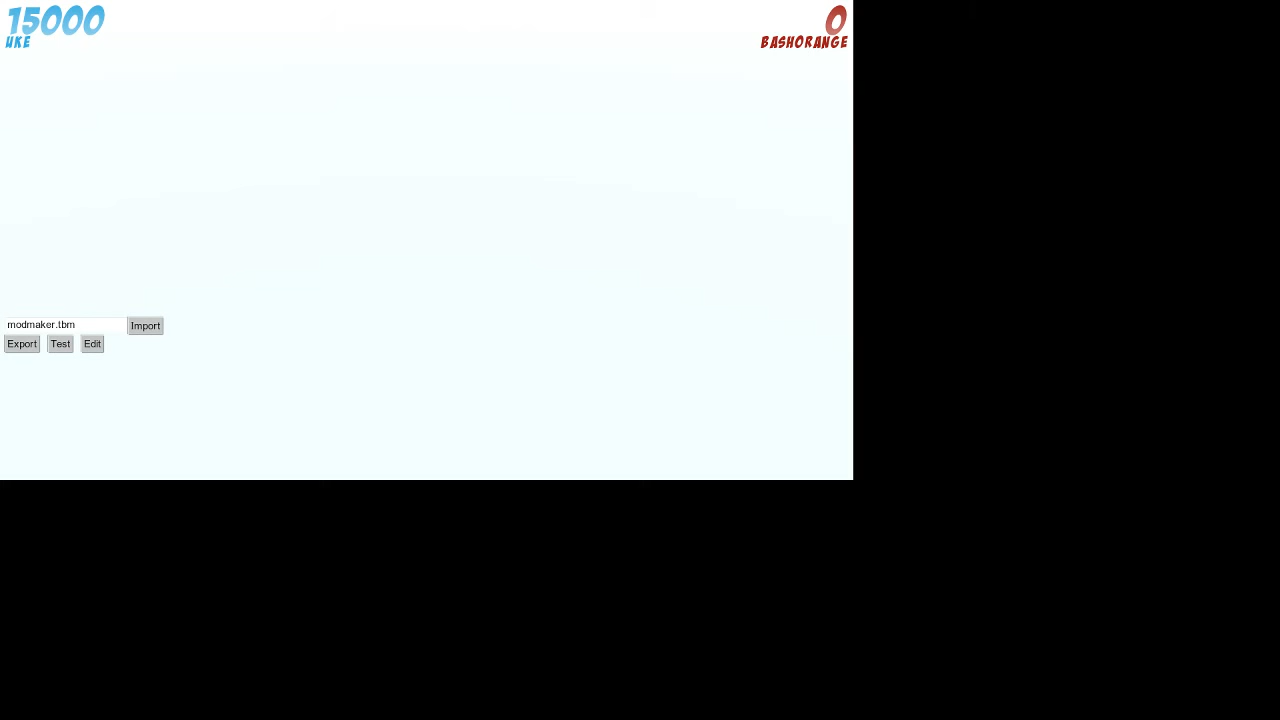 15000
UKE
0
BASHORANGE
modmaker.tbm
Import
Export Test Edit